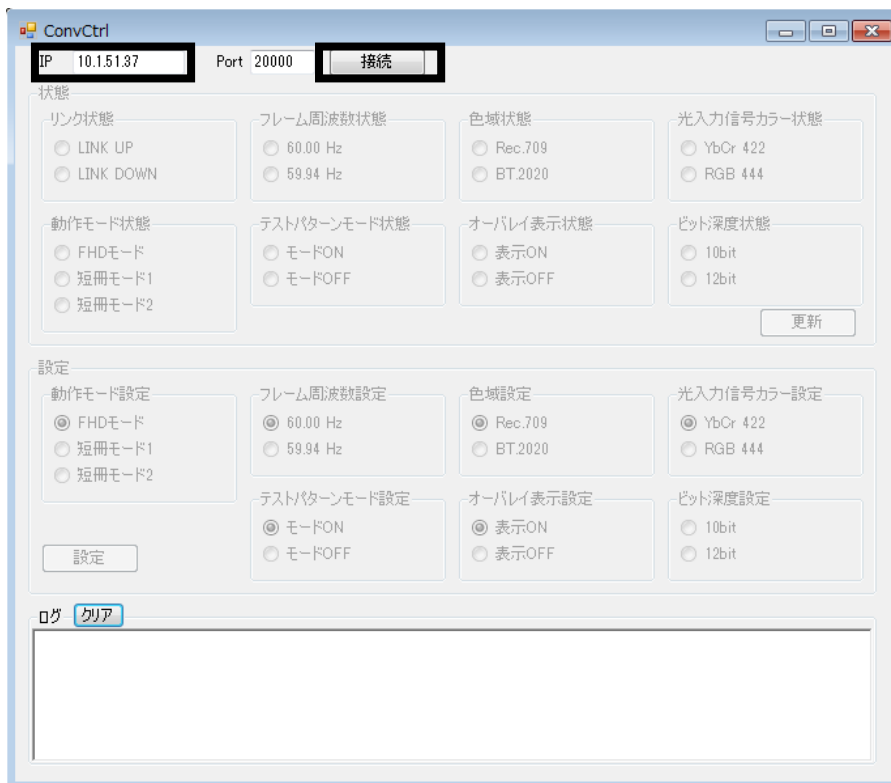 ConvCtrl
IP 10.1.51.37 Port 20000 接続
状態
リンク状態 フレーム周波数状態 色域状態 光入力信号カラー状態
LINK UP 60.00 Hz Rec.709 YbCr 422
LINK DOWN 59.94 Hz BT.2020 RGB 444
動作モード状態 テストパターンモード状態 オーバレイ表示状態 ビット深度状態
FHDモード モードON 表示ON 10bit
短冊モード1 モードOFF 表示OFF 12bit
短冊モード2
更新
設定
動作モード設定 フレーム周波数設定 色域設定 光入力信号カラー設定
FHDモード 60.00 Hz Rec.709 YbCr 422
短冊モード1 59.94 Hz BT.2020 RGB 444
短冊モード2
テストパターンモード設定 オーバレイ表示設定 ビット深度設定
モードON 表示ON 10bit
設定 モードOFF 表示OFF 12bit
ログ クリア